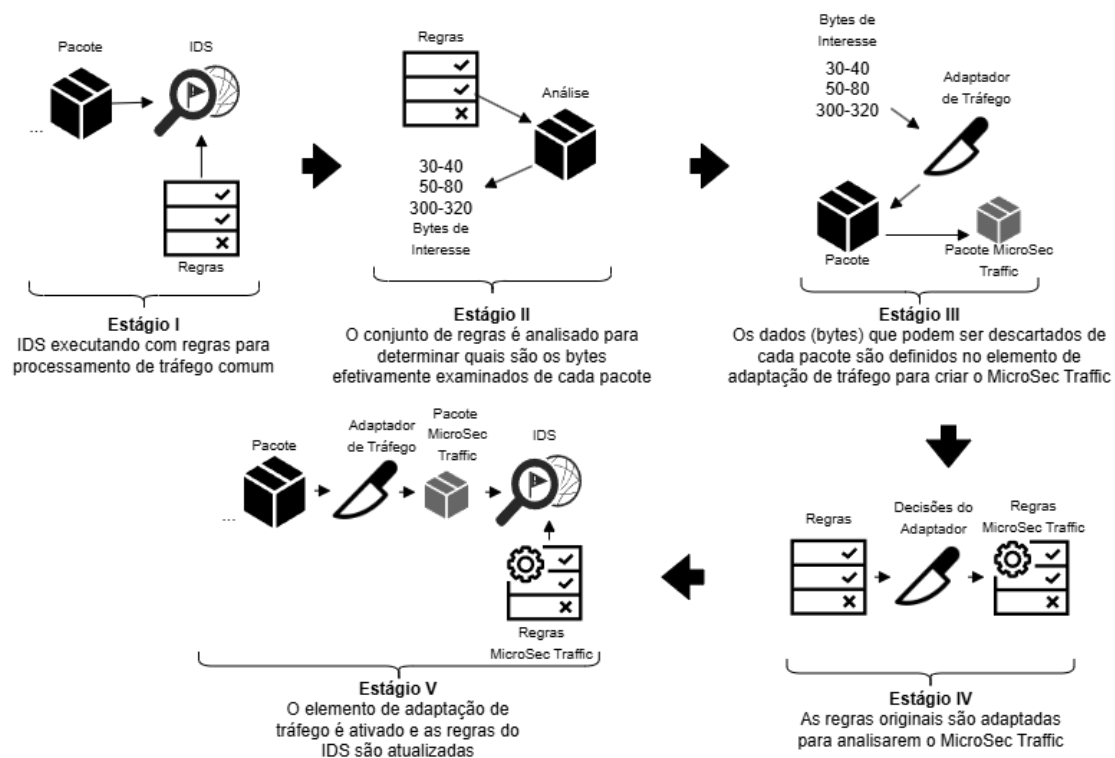 Pacote
IDS
...
Regras
Estágio I
IDS executando com regras para
processamento de tráfego comum
Regras
Análise
30-40
50-80
300-320
Bytes de
Interesse
Estágio II
O conjunto de regras é analisado para
determinar quais são os bytes
efetivamente examinados de cada pacote
Bytes de
Interesse
30-40
50-80
300-320
Adaptador
de Tráfego
Pacote
Pacote MicroSec
Traffic
Estágio III
Os dados (bytes) que podem ser descartados de
cada pacote são definidos no elemento de
adaptação de tráfego para criar o MicroSec Traffic
Regras
Decisões do
Adaptador
Regras
MicroSec Traffic
Estágio IV
As regras originais são adaptadas
para analisarem o MicroSec Traffic
...
Pacote
Adaptador
de Tráfego
Pacote
MicroSec
Traffic
IDS
Regras
MicroSec Traffic
Estágio V
O elemento de adaptação de
tráfego é ativado e as regras do
IDS são atualizadas